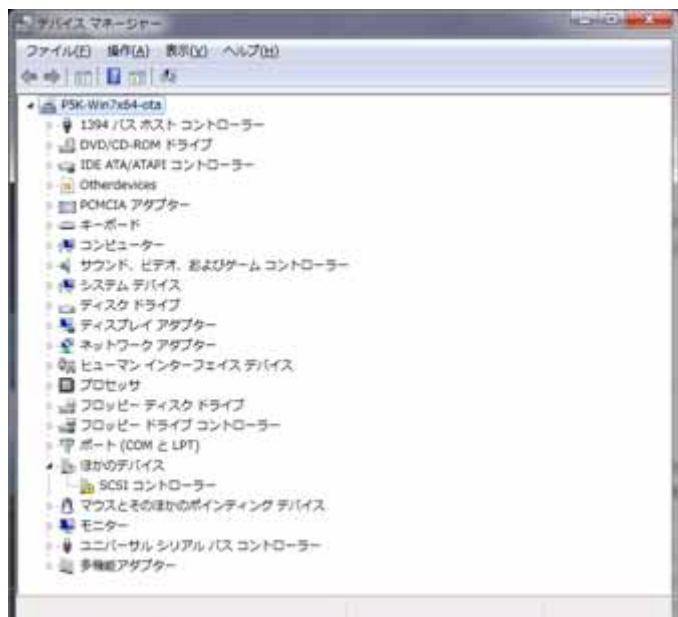 デバイス マネージャー
ファイル(F) 操作(A) 表示(V) ヘルプ(H)
P5K-Win7x64-ota
1394 バス ホスト コントローラー
DVD/CD-ROM ドライブ
IDE ATA/ATAPI コントローラー
Otherdevices
PCMCIA アダプター
キーボード
コンピューター
サウンド、ビデオ、およびゲーム コントローラー
システム デバイス
ディスク ドライブ
ディスプレイ アダプター
ネットワーク アダプター
ヒューマン インターフェイス デバイス
プロセッサ
フロッピー ディスク ドライブ
フロッピー ドライブ コントローラー
ポート (COM と LPT)
ほかのデバイス
SCSI コントローラー
マウスとそのほかのポインティング デバイス
モニター
ユニバーサル シリアル バス コントローラー
多機能アダプター